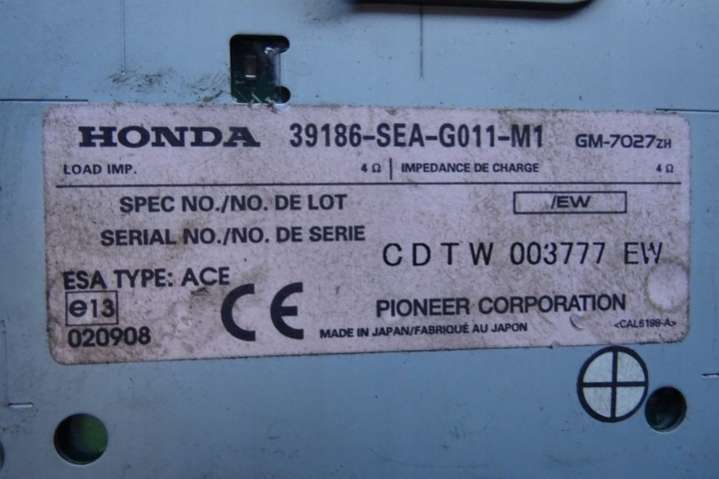 HONDA 39186-SEA-G011-M1 GM-7027ZH
LOAD IMP. 4 Ω | IMPEDANCE DE CHARGE 4 Ω
SPEC NO./NO. DE LOT /EW
SERIAL NO./NO. DE SERIE
CDTW 003777 EW
ESA TYPE: ACE
e13
020908
CE
PIONEER CORPORATION
MADE IN JAPAN/FABRIQUÉ AU JAPON
<CAL6199-A>